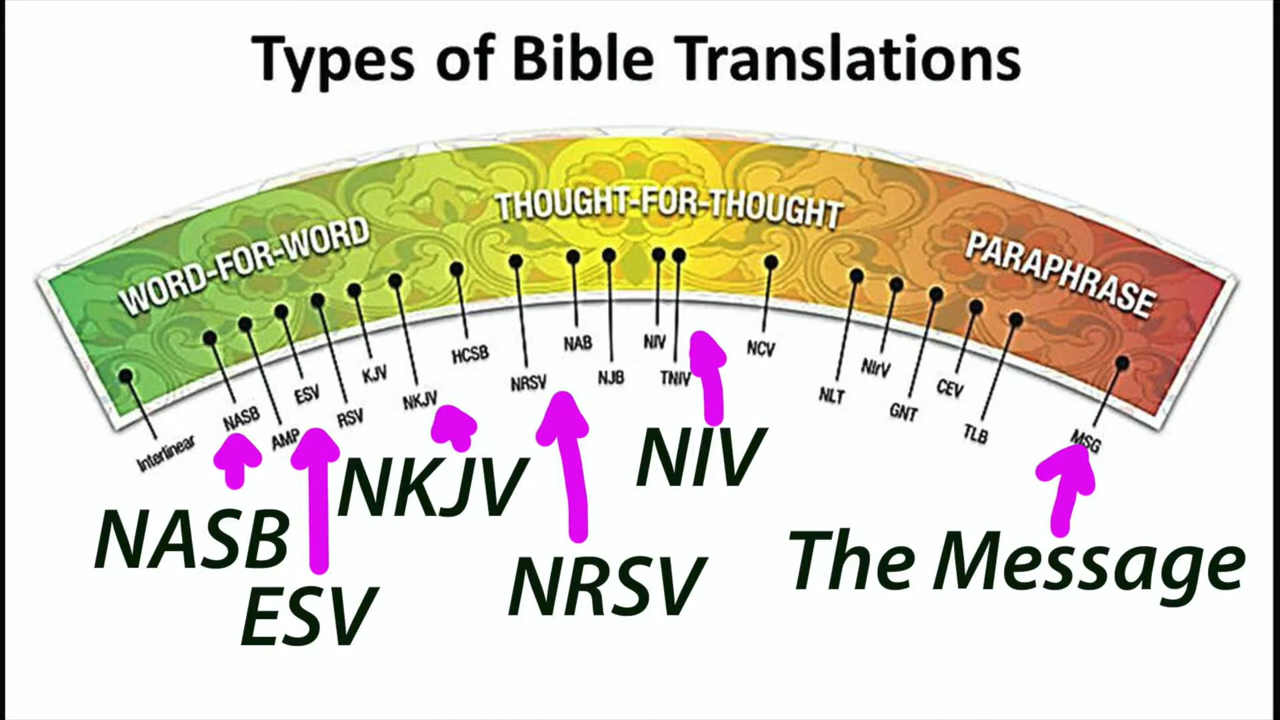 Types of Bible Translations
WORD-FOR-WORD
THOUGHT-FOR-THOUGHT
PARAPHRASE
Interlinear
NASB
AMP
ESV
RSV
KJV
NKJV
HCSB
NRSV
NAB
NJB
NIV
TNIV
NCV
NLT
NIrV
GNT
CEV
TLB
MSG
NASB
ESV
NKJV
NRSV
NIV
The Message